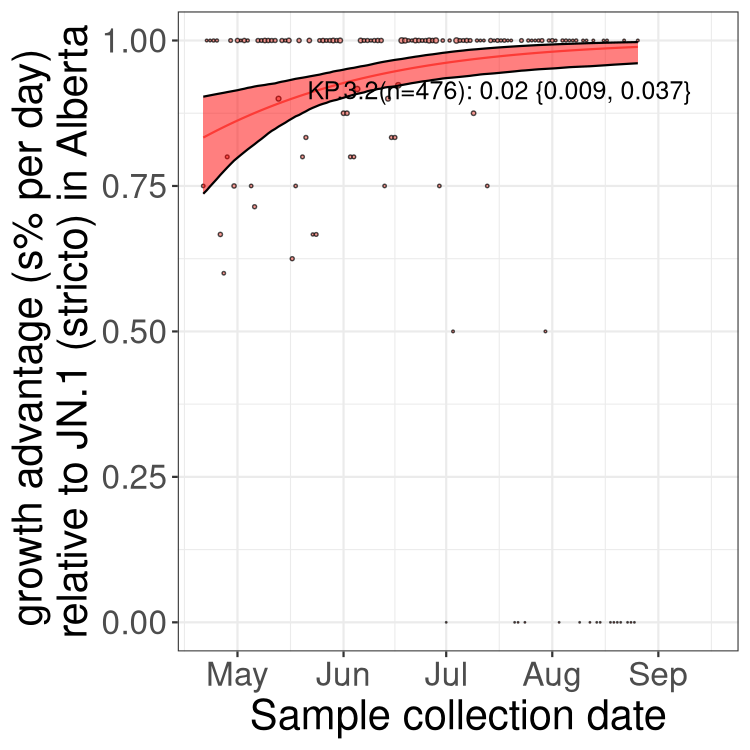 growth advantage (s% per day)
relative to JN.1 (stricto) in Alberta
1.00
0.75
0.50
0.25
0.00
KP.3.2(n=476): 0.02 {0.009, 0.037}
May Jun Jul Aug Sep
Sample collection date